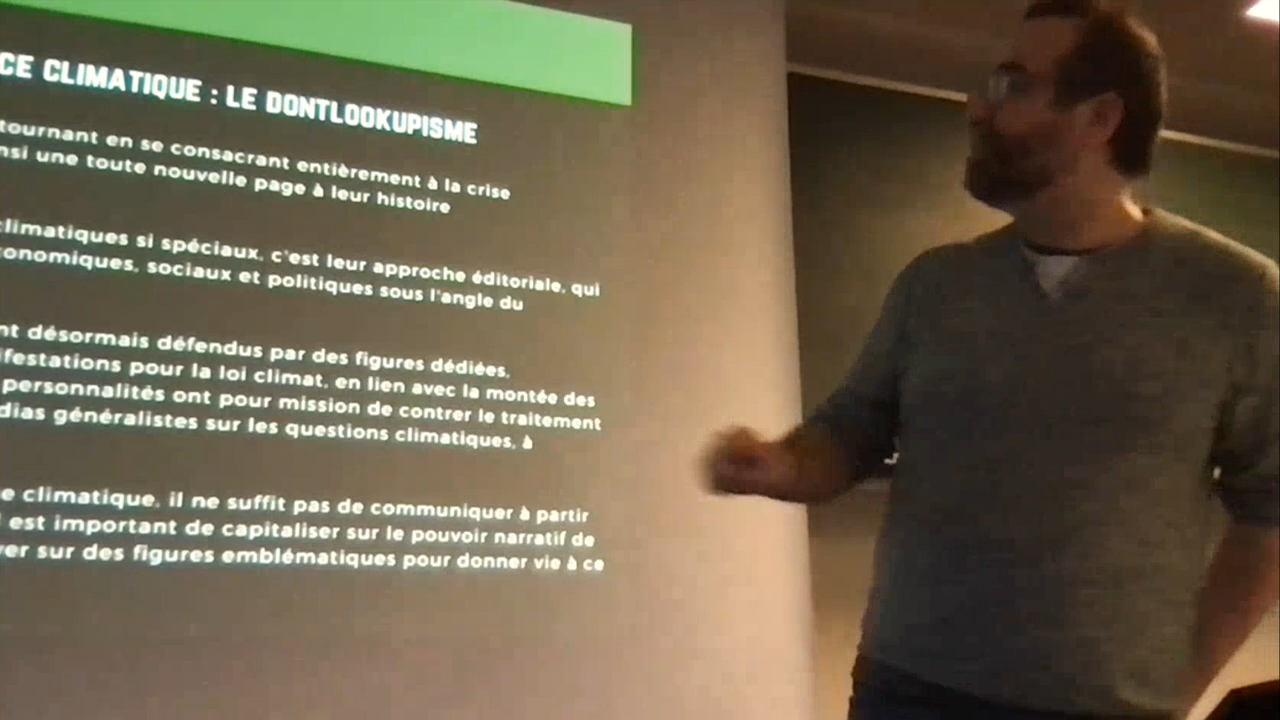 CE CLIMATIQUE : LE DONTLOOKUPISME
tournant en se consacrant entièrement à la crise
nsi une toute nouvelle page à leur histoire
climatiques si spéciaux, c'est leur approche éditoriale, qui
conomiques, sociaux et politiques sous l'angle du
nt désormais défendus par des figures dédiées,
ifestations pour la loi climat, en lien avec la montée des
personnalités ont pour mission de contrer le traitement
dias généralistes sur les questions climatiques, à
e climatique, il ne suffit pas de communiquer à partir
est important de capitaliser sur le pouvoir narratif de
yer sur des figures emblématiques pour donner vie à ce